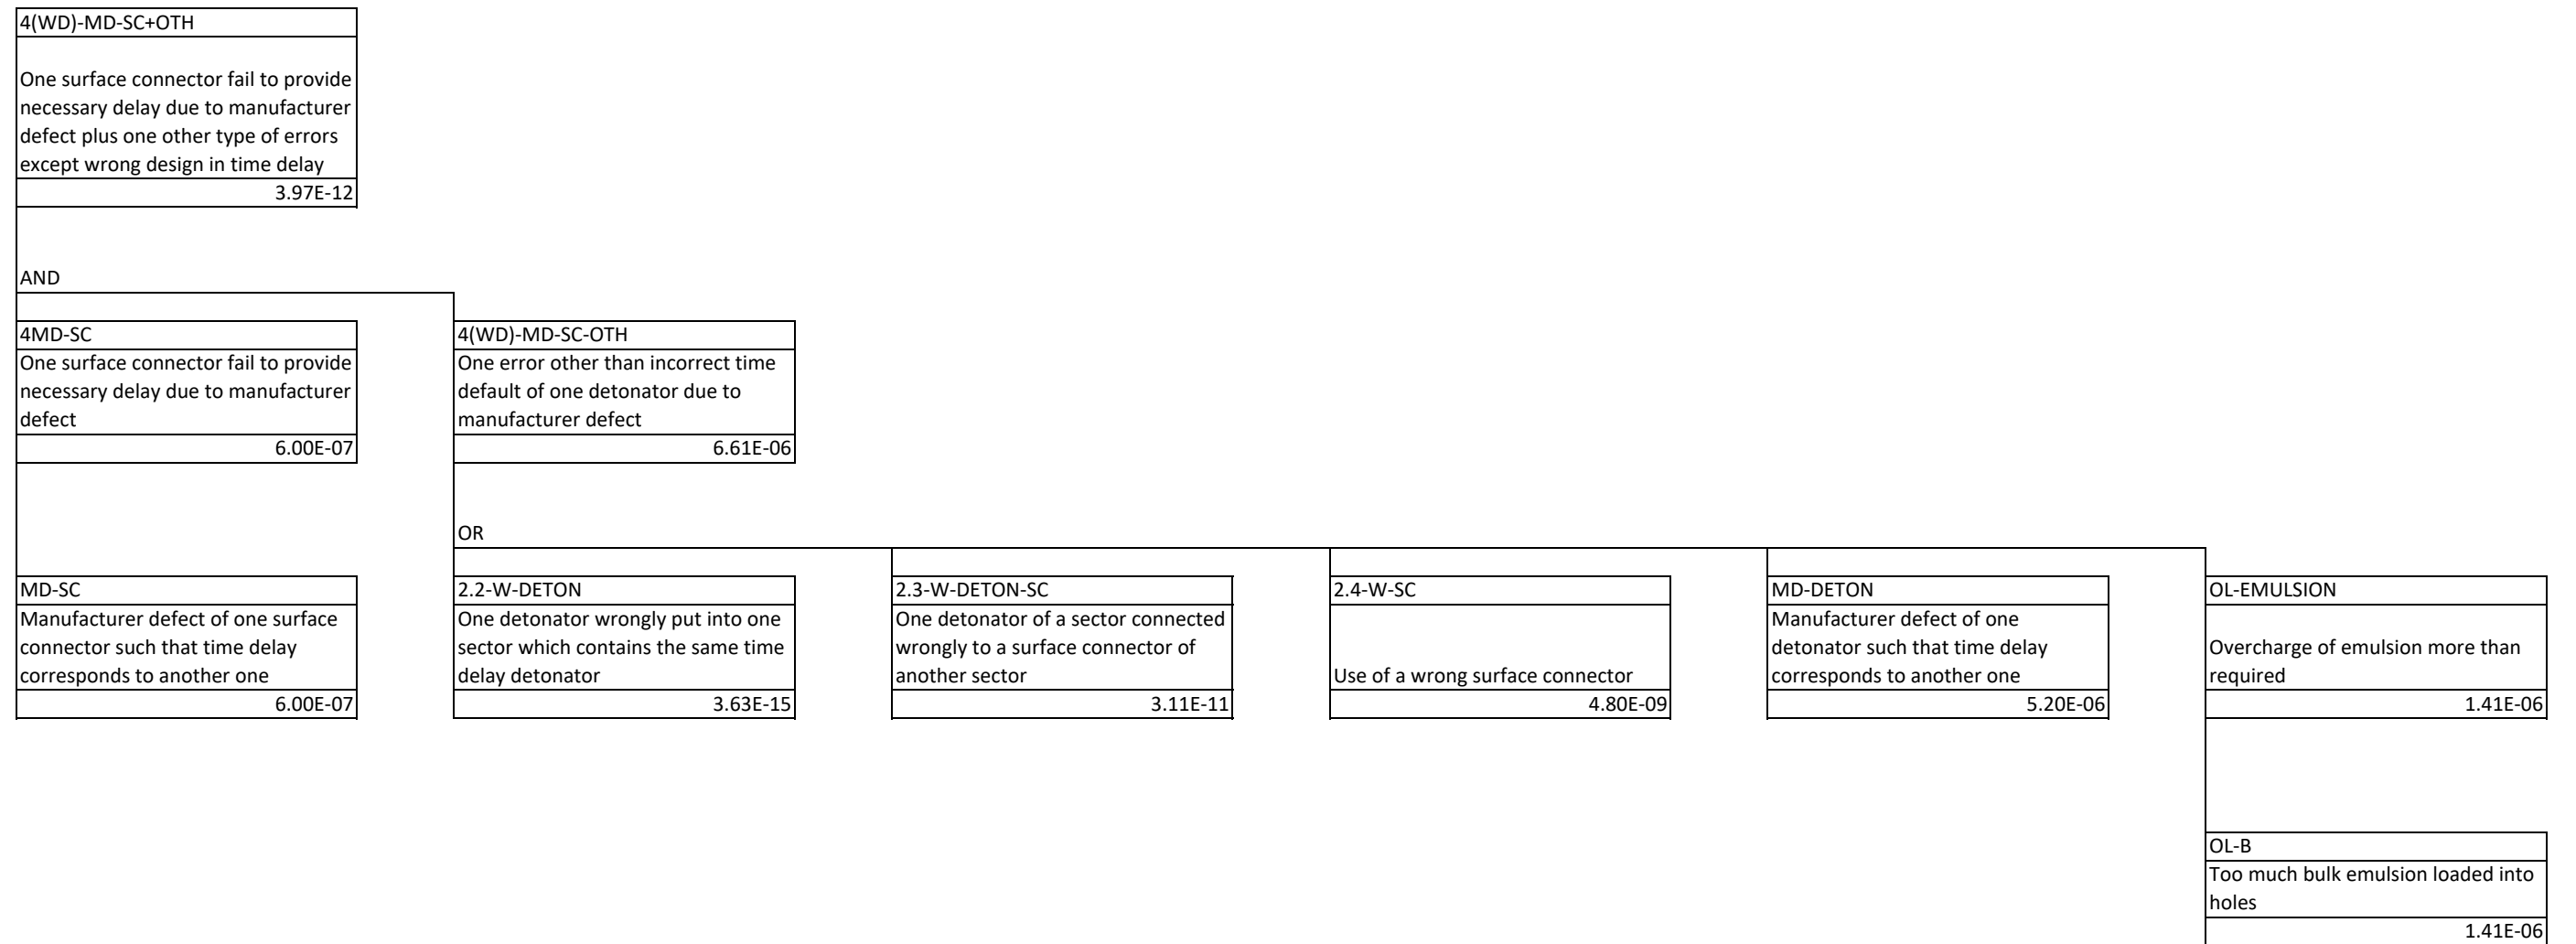 4(WD)-MD-SC+OTH
One surface connector fail to provide
necessary delay due to manufacturer
defect plus one other type of errors
except wrong design in time delay
3.97E-12
AND
4MD-SC
One surface connector fail to provide
necessary delay due to manufacturer
defect
6.00E-07
4(WD)-MD-SC-OTH
One error other than incorrect time
default of one detonator due to
manufacturer defect
6.61E-06
OR
MD-SC
Manufacturer defect of one surface
connector such that time delay
corresponds to another one
6.00E-07
2.2-W-DETON
One detonator wrongly put into one
sector which contains the same time
delay detonator
3.63E-15
2.3-W-DETON-SC
One detonator of a sector connected
wrongly to a surface connector of
another sector
3.11E-11
2.4-W-SC
Use of a wrong surface connector
4.80E-09
MD-DETON
Manufacturer defect of one
detonator such that time delay
corresponds to another one
5.20E-06
OL-EMULSION
Overcharge of emulsion more than
required
1.41E-06
OL-B
Too much bulk emulsion loaded into
holes
1.41E-06